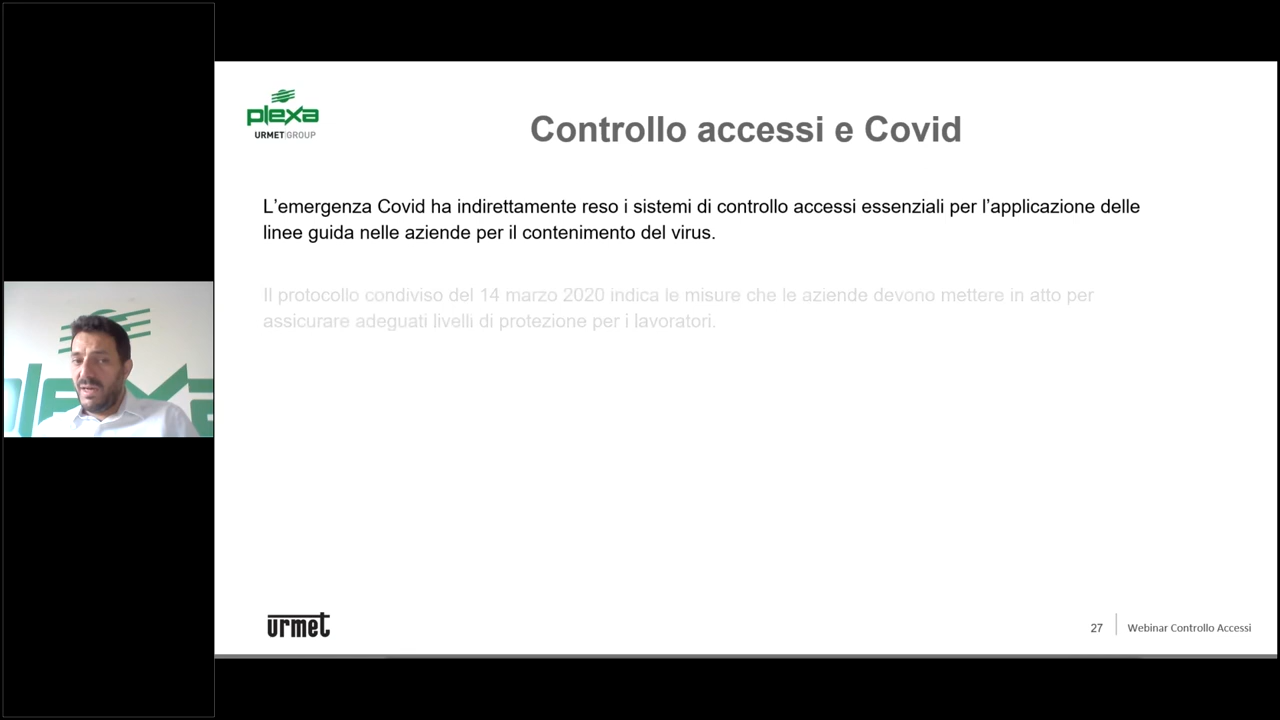 plexa
URMET GROUP
Controllo accessi e Covid
L’emergenza Covid ha indirettamente reso i sistemi di controllo accessi essenziali per l’applicazione delle
linee guida nelle aziende per il contenimento del virus.
Il protocollo condiviso del 14 marzo 2020 indica le misure che le aziende devono mettere in atto per
assicurare adeguati livelli di protezione per i lavoratori.
plexa
urmet
27
Webinar Controllo Accessi